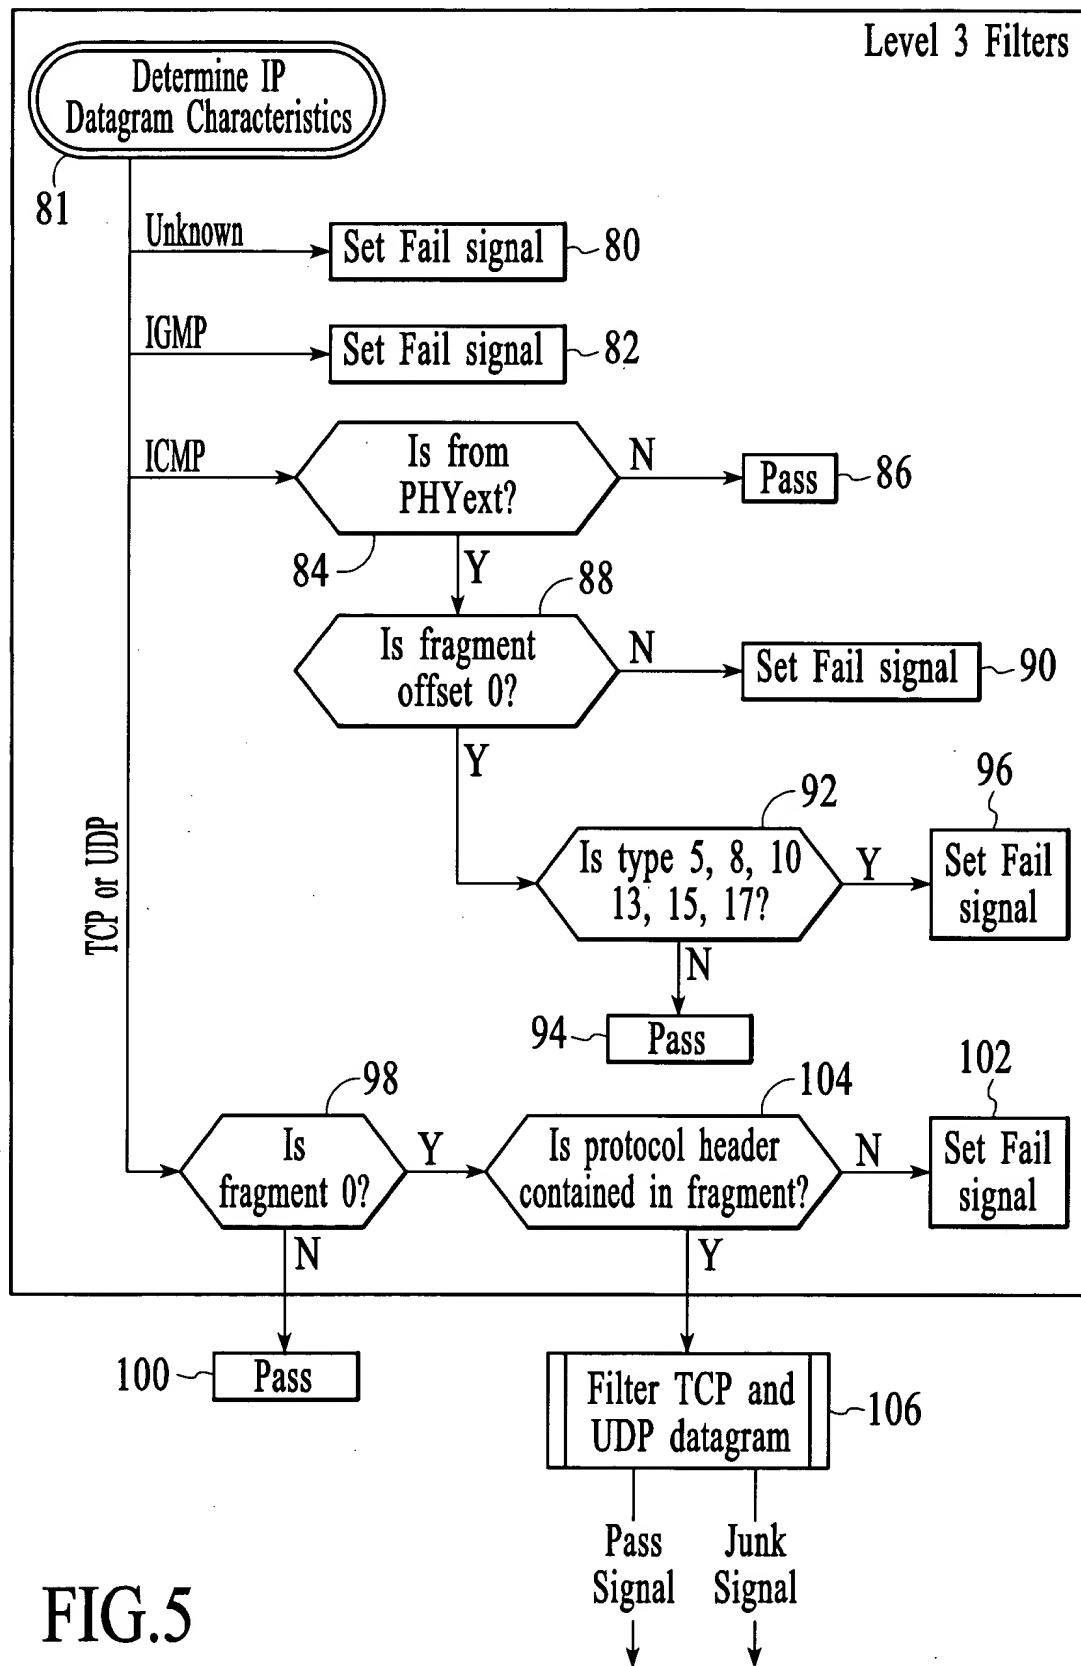 Level 3 Filters
Determine IP
Datagram Characteristics
81
Unknown
Set Fail signal
80
IGMP
Set Fail signal
82
ICMP
Is from
PHYext?
N
Pass
86
84
Y
88
Is fragment
offset 0?
N
Set Fail signal
90
Y
92
96
Is type 5, 8, 10
13, 15, 17?
Y
Set Fail
signal
N
94
Pass
TCP or UDP
98
104
102
Is
fragment 0?
Y
Is protocol header
contained in fragment?
N
Set Fail
signal
N
Y
100
Pass
Filter TCP and
UDP datagram
106
Pass
Signal
Junk
Signal
FIG.5